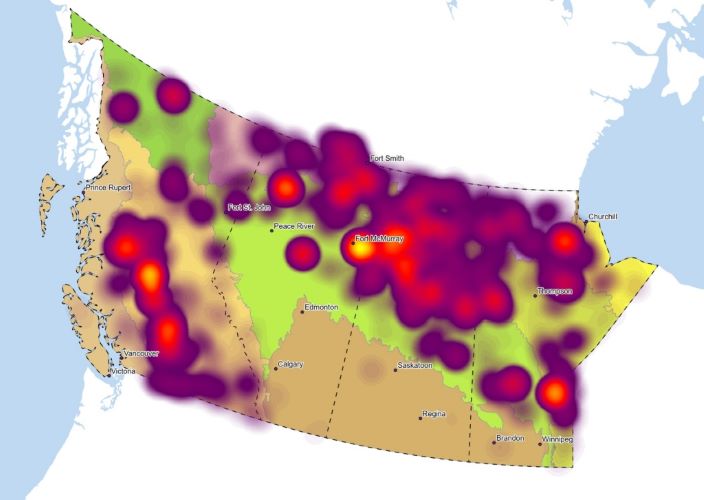 Fort Smith
Prince Rupert
Fort St. John
Churchill
Peace River
Fort McMurray
Thompson
Edmonton
Vancouver
Calgary
Saskatoon
Victoria
Regina
Brandon
Winnipeg